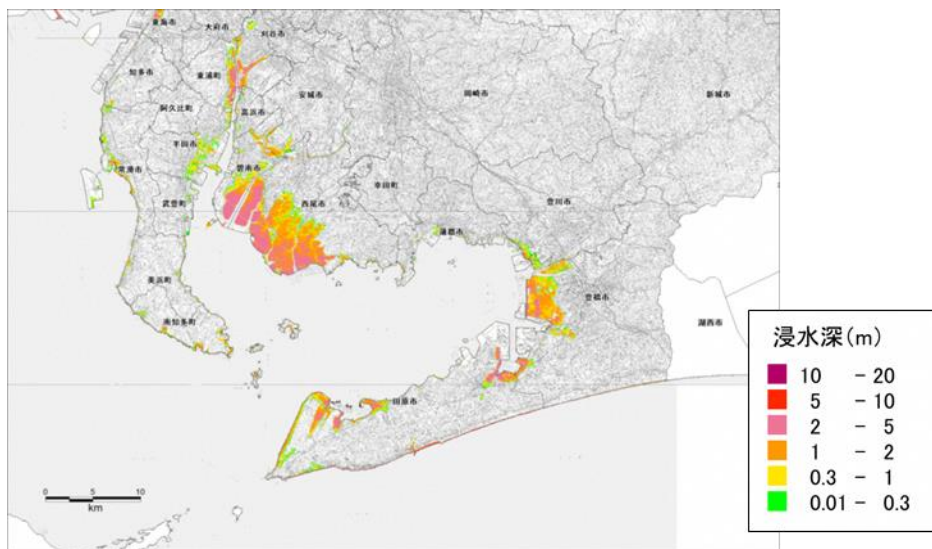 東海市
大府市
刈谷市
知多市
東浦町
安城市
岡崎市
新城市
阿久比町
高浜市
半田市
碧南市
常滑市
幸田町
武豊町
西尾市
豊川市
蒲郡市
美浜町
豊橋市
南知多町
湖西市
田原市
0 5 10
km
浸水深(m)
10 - 20
5 - 10
2 - 5
1 - 2
0.3 - 1
0.01 - 0.3